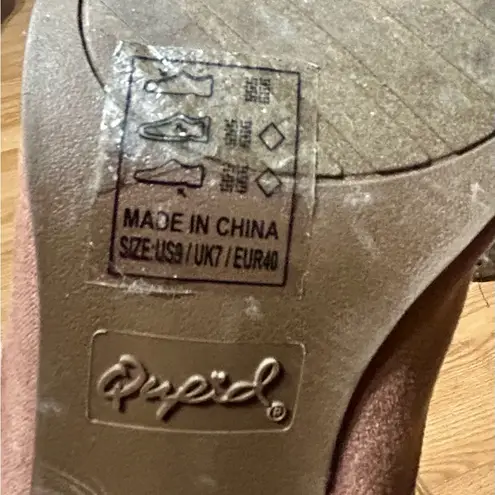 MADE IN CHINA
SIZE:US9 / UK7 / EUR40
Qupid®